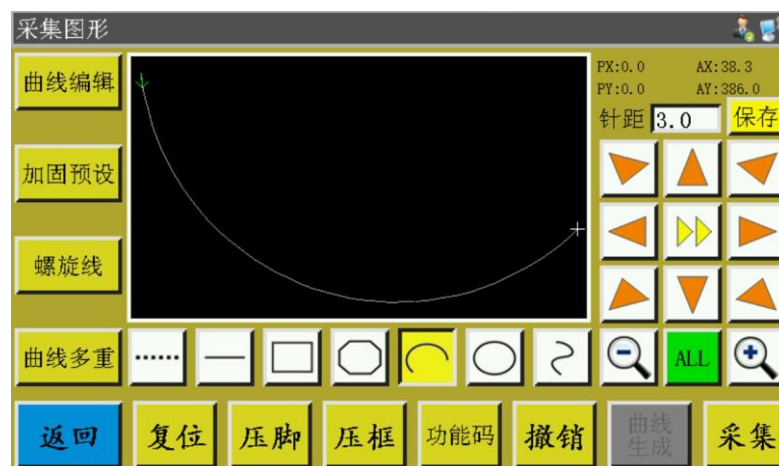 采集图形
PX:0.0 AX:38.3
PY:0.0 AY:386.0
曲线编辑
针距 3.0 保存
加固预设
螺旋线
曲线多重
ALL
返回 复位 压脚 压框 功能码 撤销 曲线生成 采集